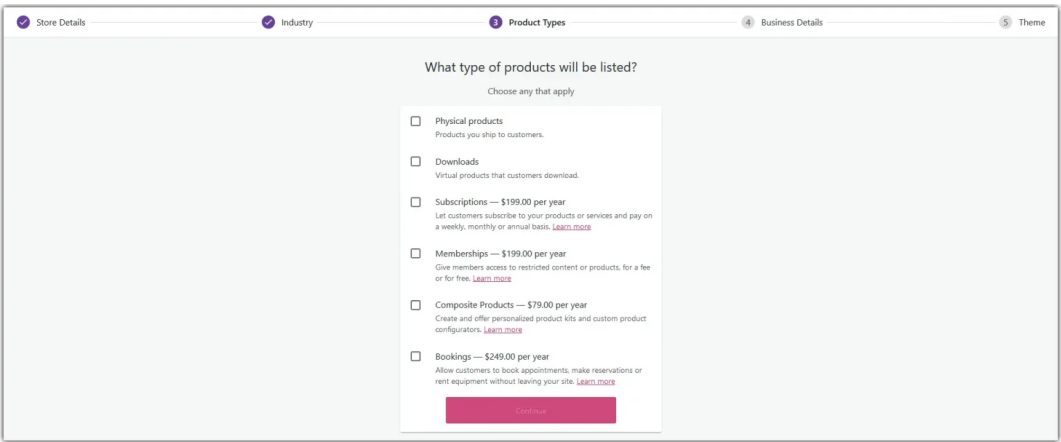 Store Details
Industry
3 Product Types
4 Business Details
5 Theme
What type of products will be listed?
Choose any that apply
Physical products
Products you ship to customers.
Downloads
Virtual products that customers download.
Subscriptions — $199.00 per year
Let customers subscribe to your products or services and pay on
a weekly, monthly or annual basis. Learn more
Memberships — $199.00 per year
Give members access to restricted content or products, for a fee
or for free. Learn more
Composite Products — $79.00 per year
Create and offer personalized product kits and custom product
configurators. Learn more
Bookings — $249.00 per year
Allow customers to book appointments, make reservations or
rent equipment without leaving your site. Learn more
Continue